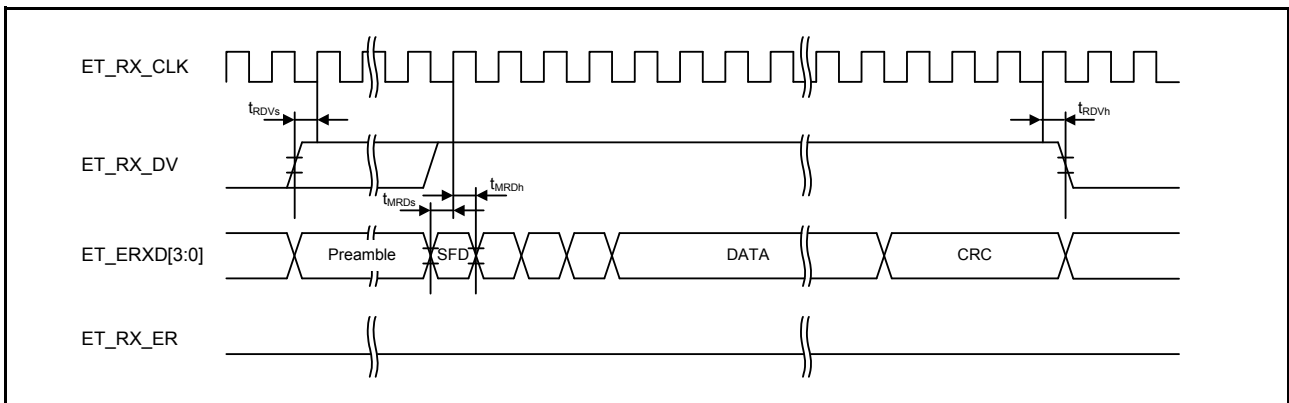 ET_RX_CLK
tRDVs
tRDVh
ET_RX_DV
tMRDs
tMRDh
ET_ERXD[3:0]
Preamble
SFD
DATA
CRC
ET_RX_ER